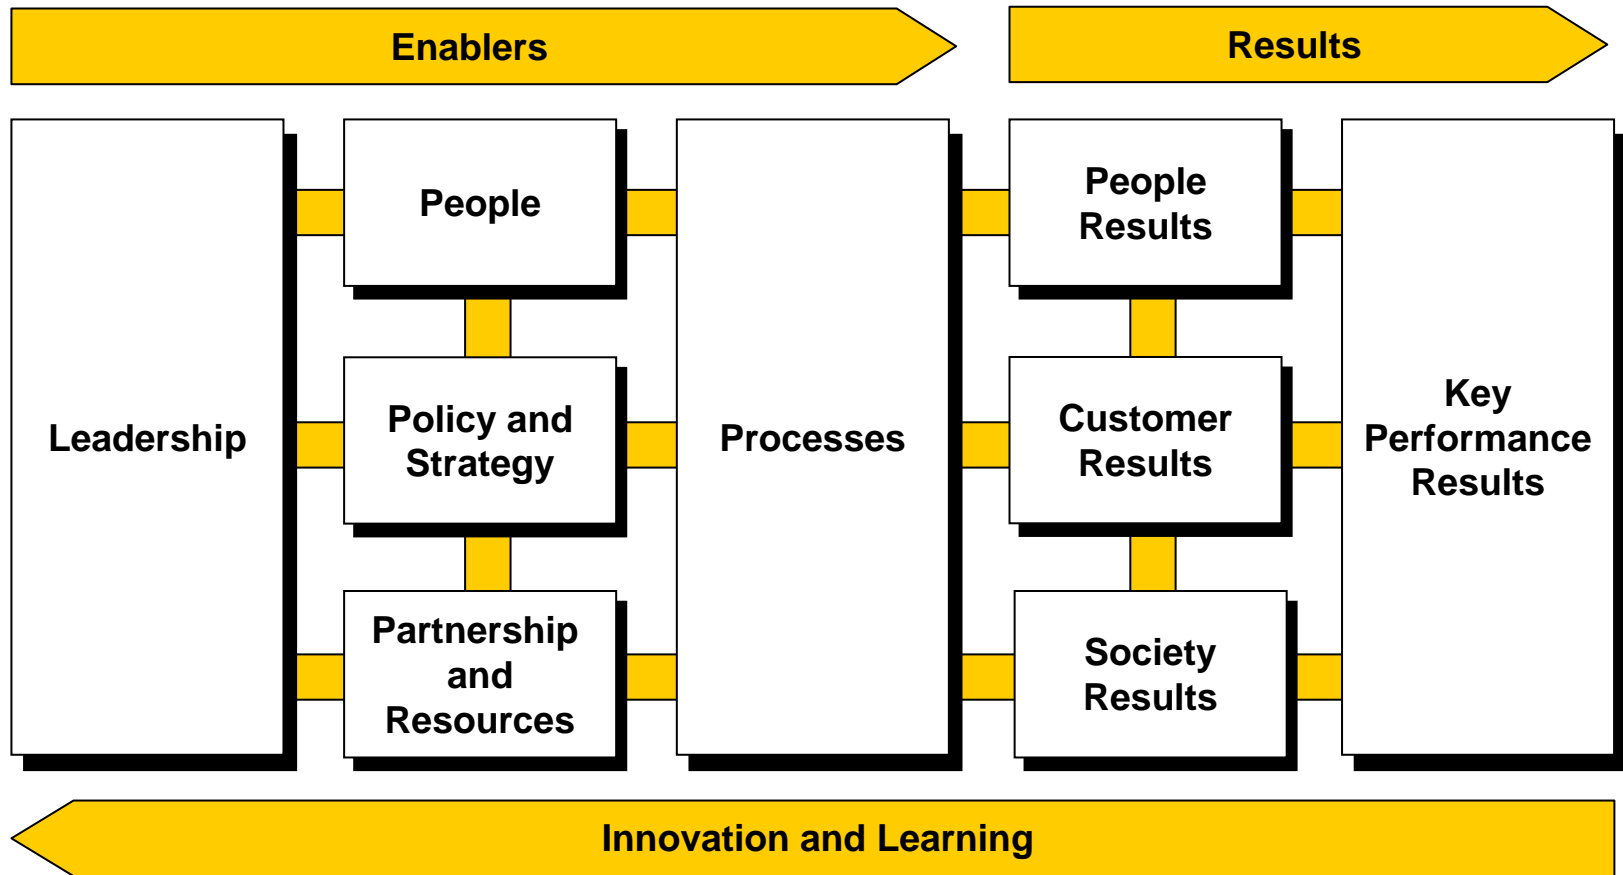 Enablers
Results
Leadership
People
Policy and
Strategy
Partnership
and
Resources
Processes
People
Results
Customer
Results
Society
Results
Key
Performance
Results
Innovation and Learning